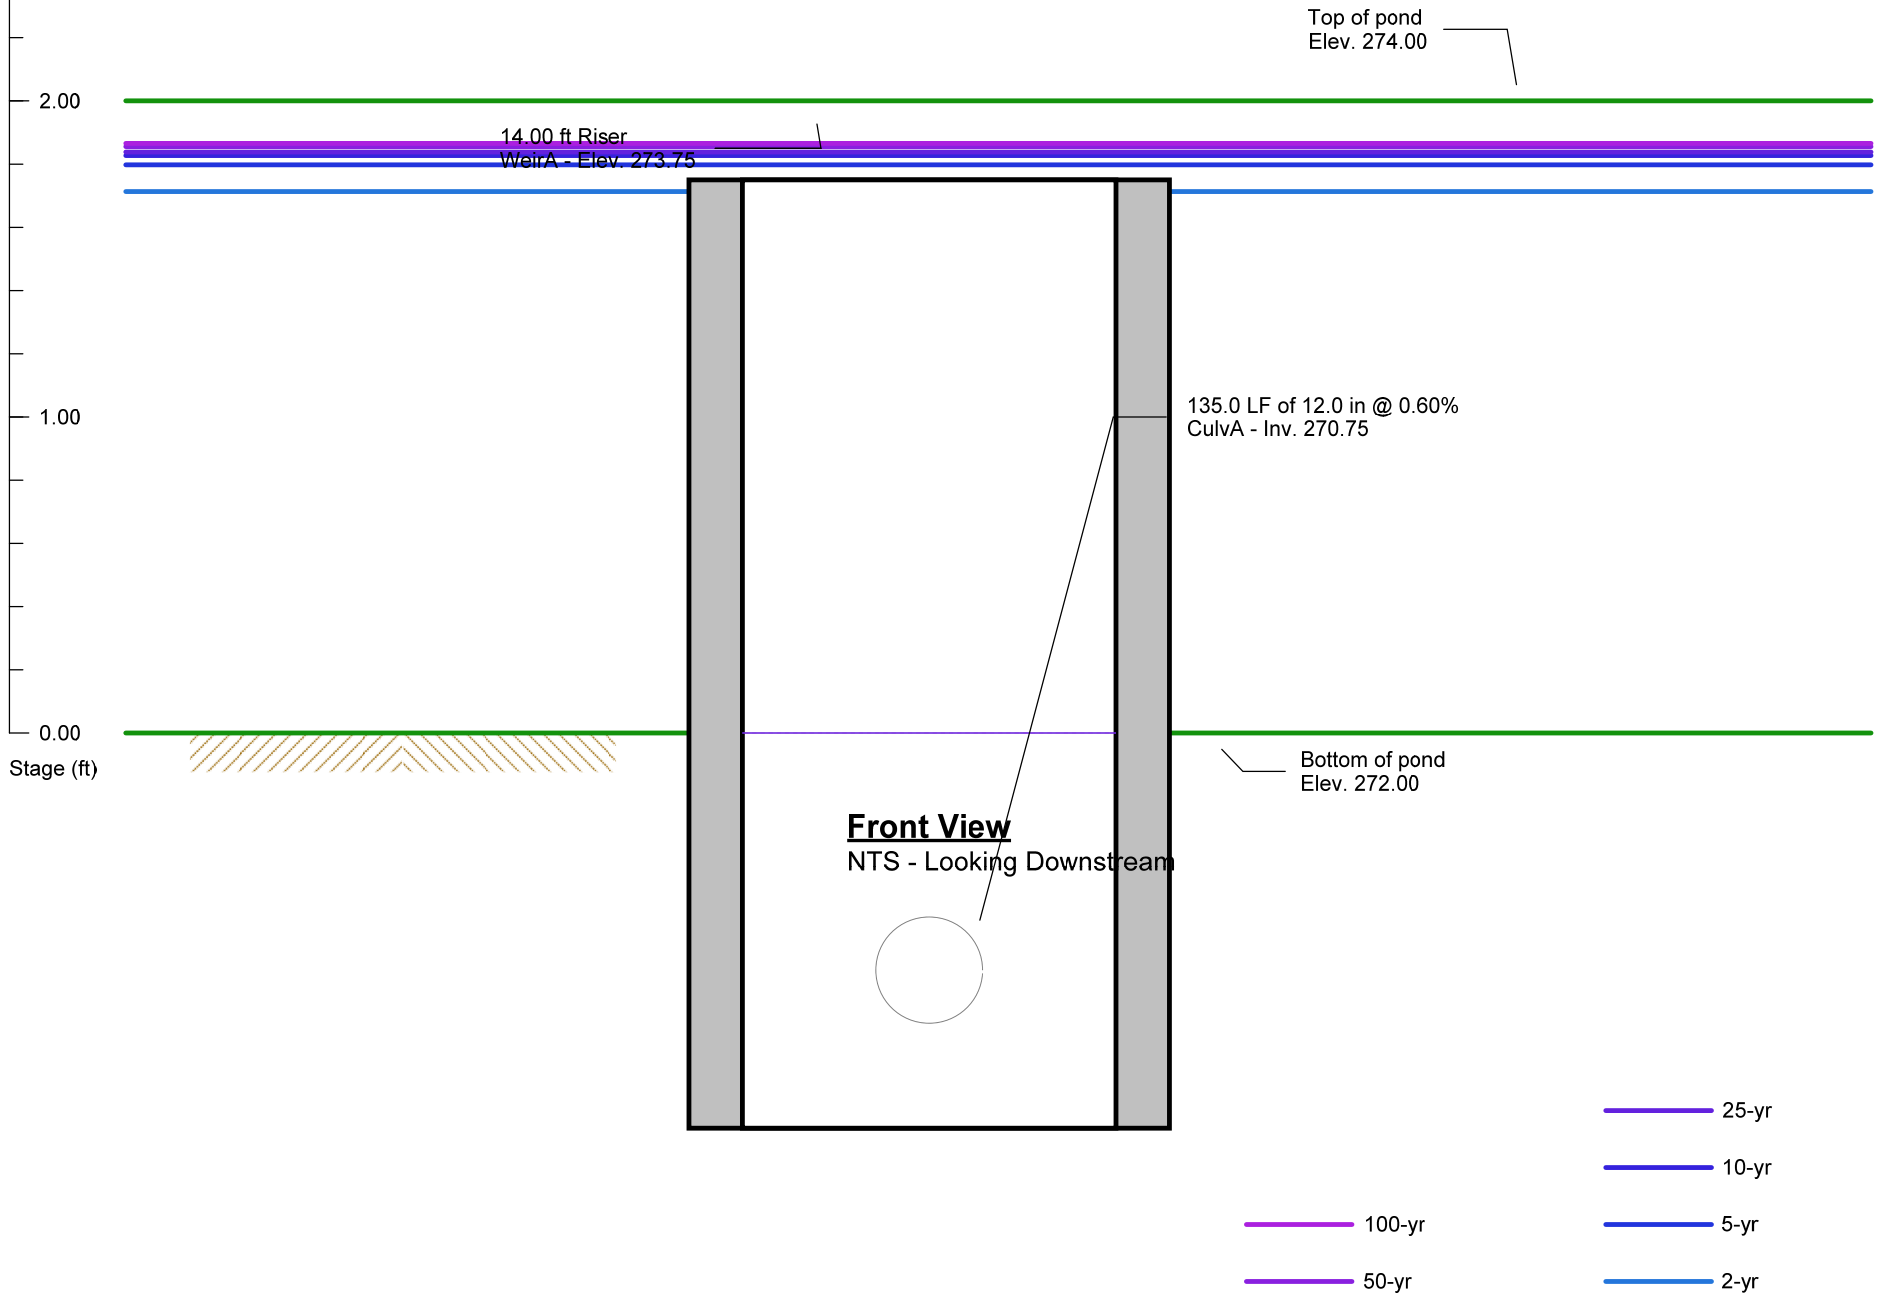 Top of pond
Elev. 274.00
2.00
14.00 ft Riser
WeirA - Elev. 273.75
1.00
135.0 LF of 12.0 in @ 0.60%
CulvA - Inv. 270.75
0.00
Stage (ft)
Bottom of pond
Elev. 272.00
Front View
NTS - Looking Downstream
25-yr
10-yr
100-yr
5-yr
50-yr
2-yr